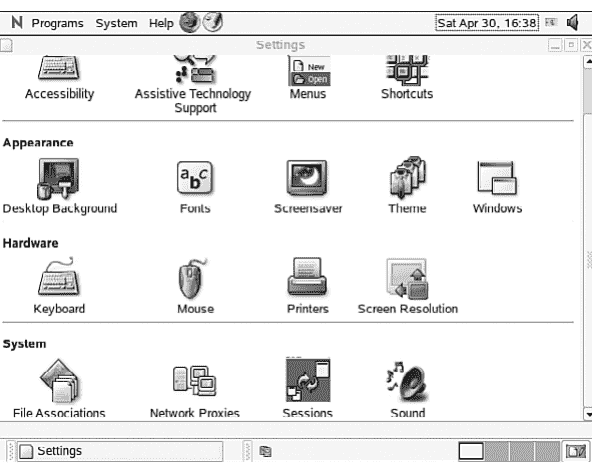 N Programs System Help Sat Apr 30, 16:38
Settings
New
Open
Accessibility Assistive Technology Support Menus Shortcuts
Appearance
abc
Desktop Background Fonts Screensaver Theme Windows
Hardware
Keyboard Mouse Printers Screen Resolution
System
File Associations Network Proxies Sessions Sound
Settings